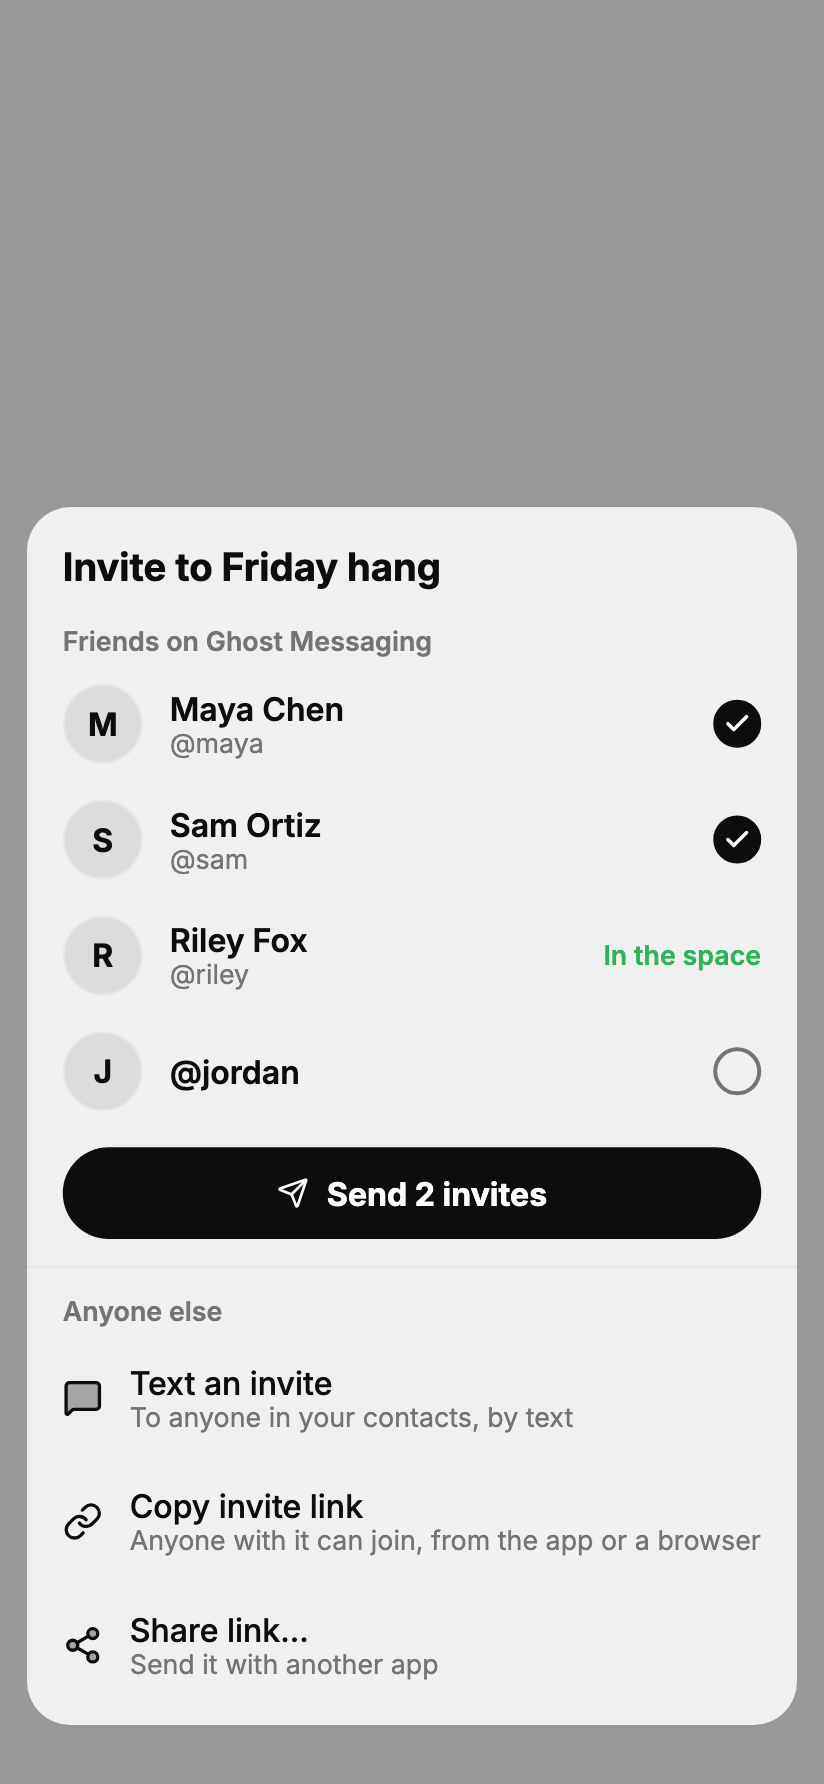 Invite to Friday hang
Friends on Ghost Messaging
M
Maya Chen
@maya
S
Sam Ortiz
@sam
R
Riley Fox
@riley
In the space
J
@jordan
Send 2 invites
Anyone else
Text an invite
To anyone in your contacts, by text
Copy invite link
Anyone with it can join, from the app or a browser
Share link...
Send it with another app